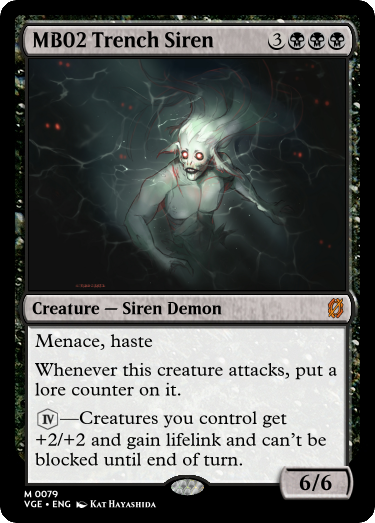 MB02 Trench Siren 3
Creature — Siren Demon
Menace, haste
Whenever this creature attacks, put a
lore counter on it.
IV—Creatures you control get
+2/+2 and gain lifelink and can't be
blocked until end of turn.
6/6
M 0079
VGE • ENG Kat Hayashida